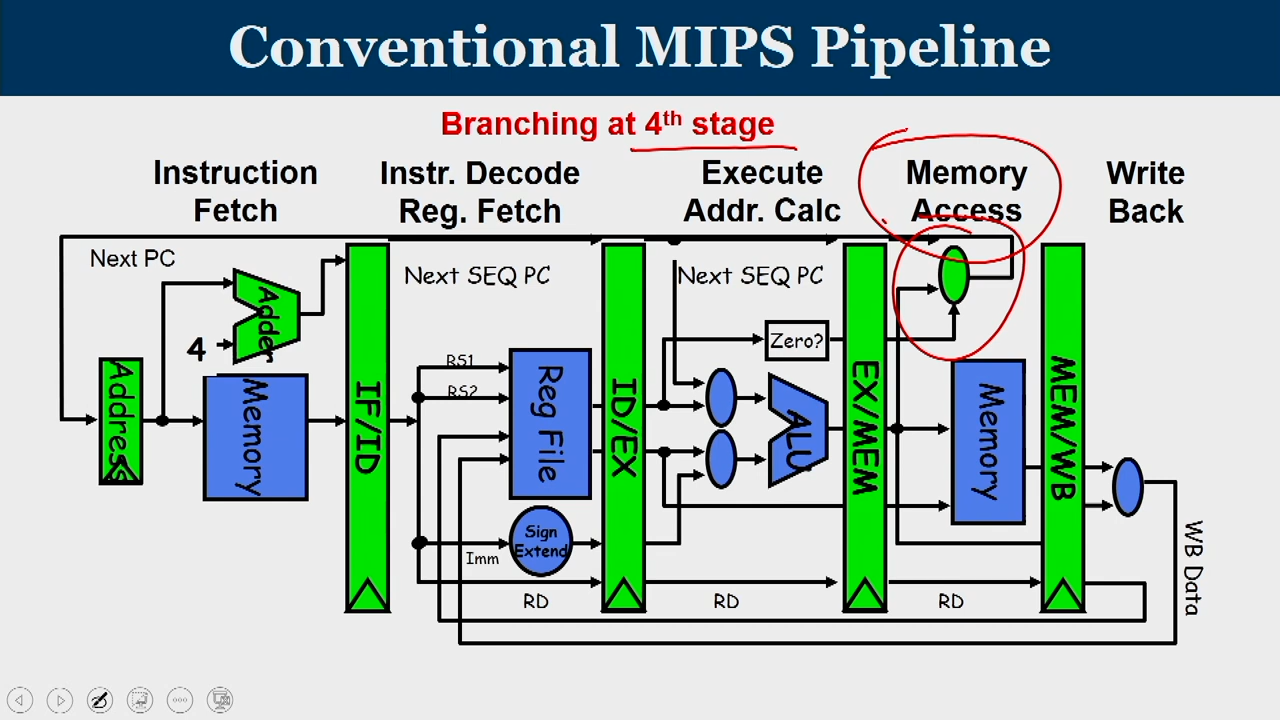 Conventional MIPS Pipeline
Branching at 4th stage
Instruction
Fetch
Instr. Decode
Reg. Fetch
Execute
Addr. Calc
Memory
Access
Write
Back
Next PC
Next SEQ PC
Next SEQ PC
Adder
4
Zero?
Address
Memory
IF/ID
RS1
RS2
Reg File
ID/EX
ALU
EX/MEM
Memory
MEM/WB
Sign
Extend
Imm
RD
RD
RD
WB Data